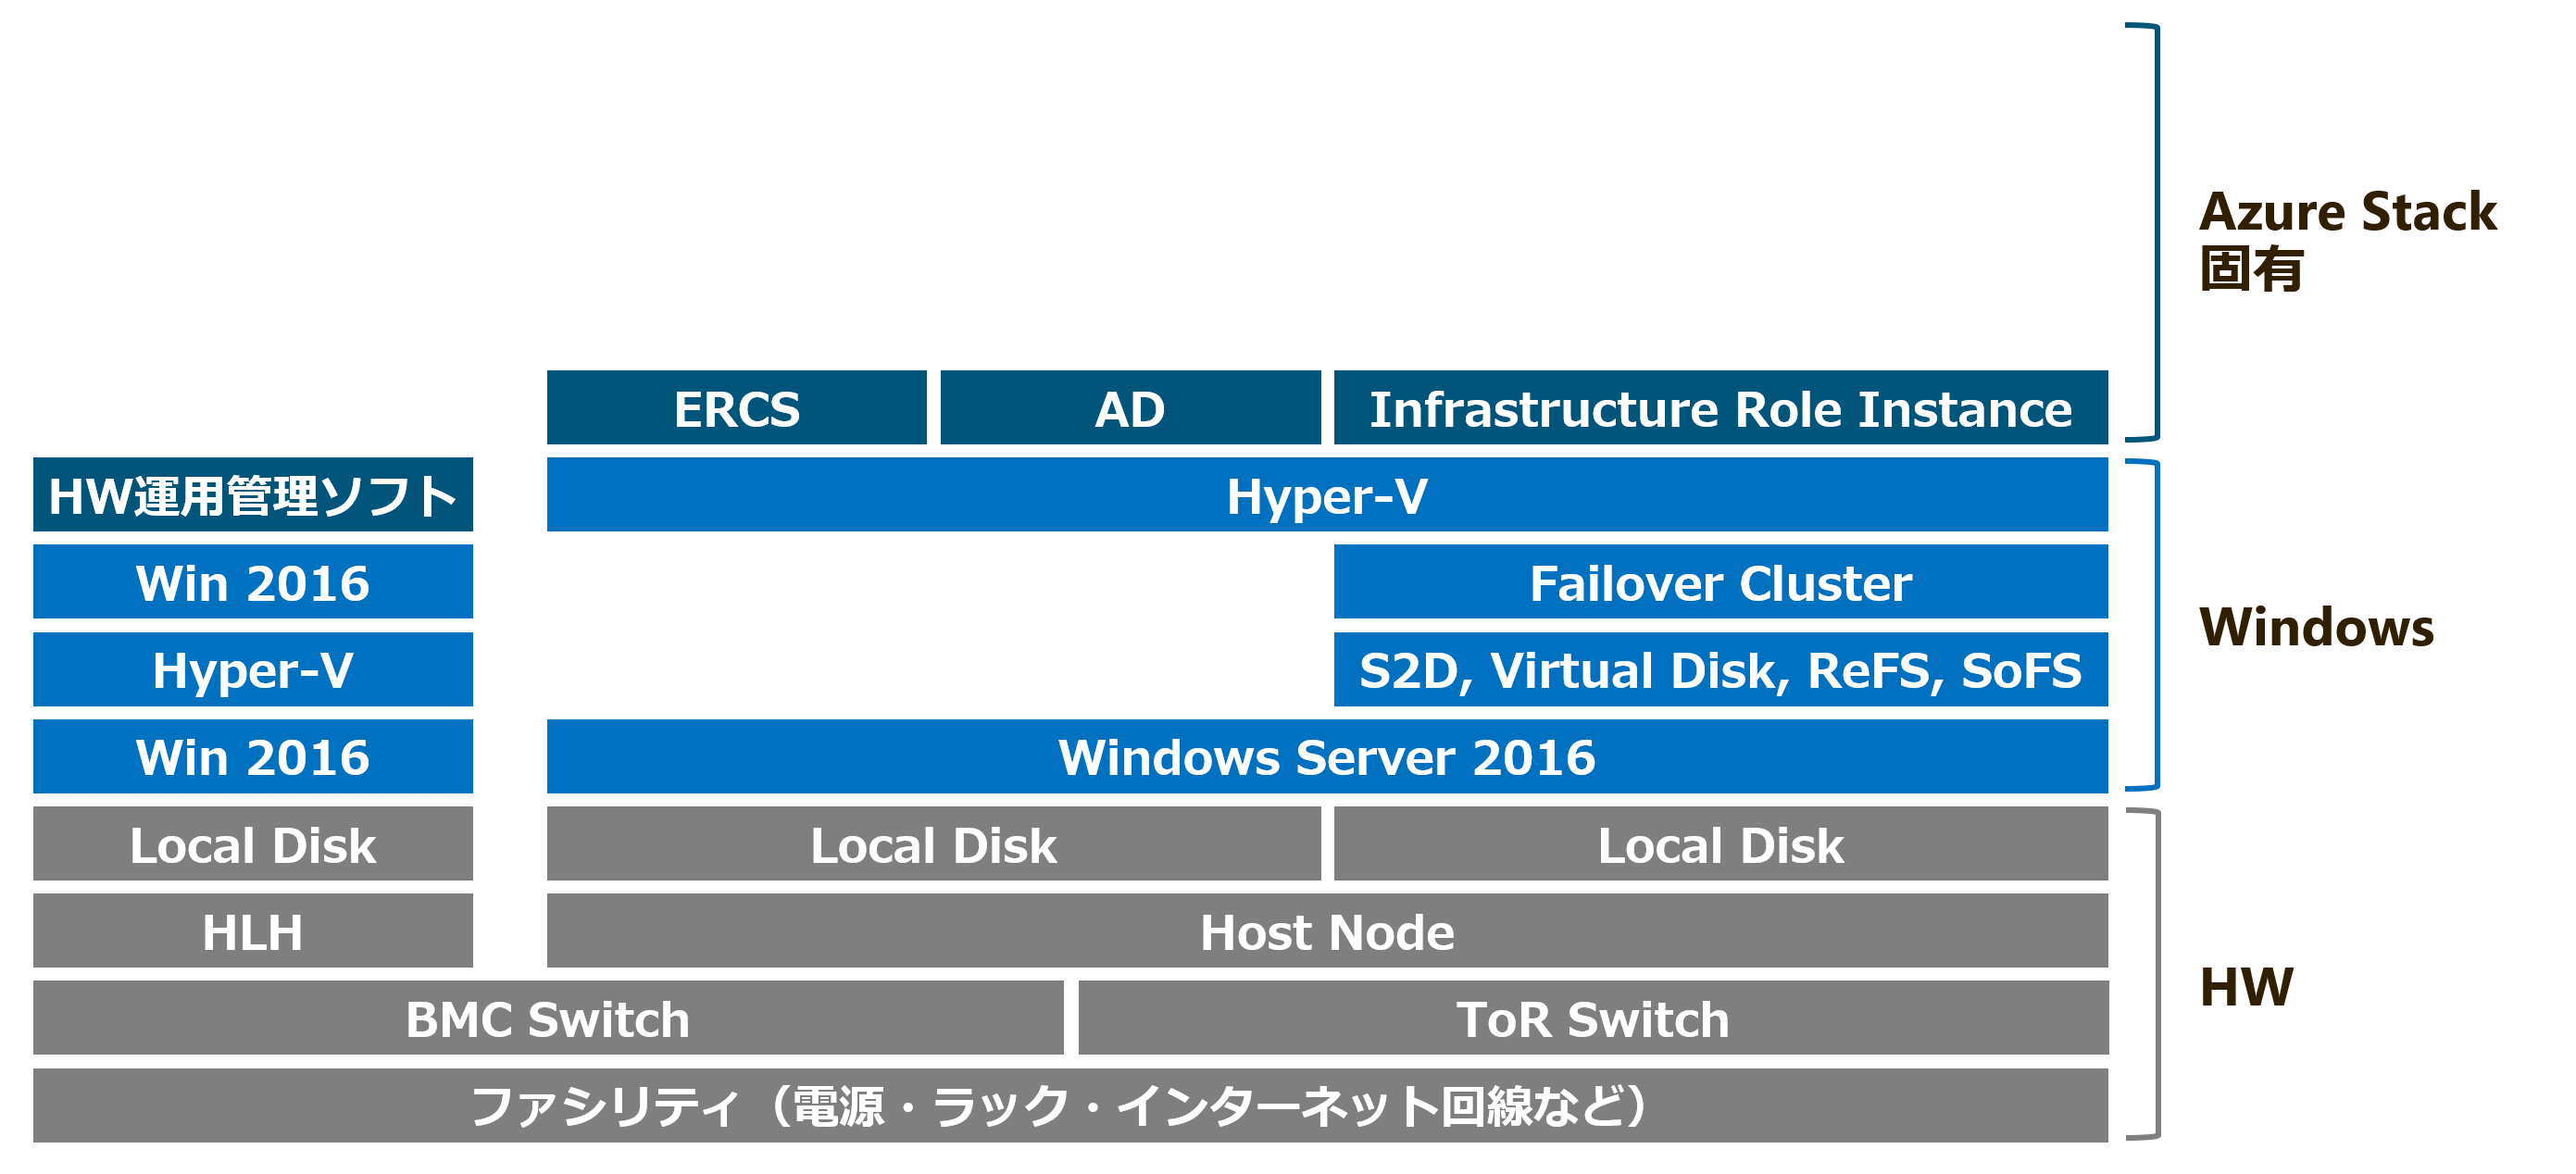 Azure Stack
固有
ERCS
AD
Infrastructure Role Instance
HW運用管理ソフト
Hyper-V
Win 2016
Failover Cluster
Windows
Hyper-V
S2D, Virtual Disk, ReFS, SoFS
Win 2016
Windows Server 2016
Local Disk
Local Disk
Local Disk
HLH
Host Node
HW
BMC Switch
ToR Switch
ファシリティ（電源・ラック・インターネット回線など）